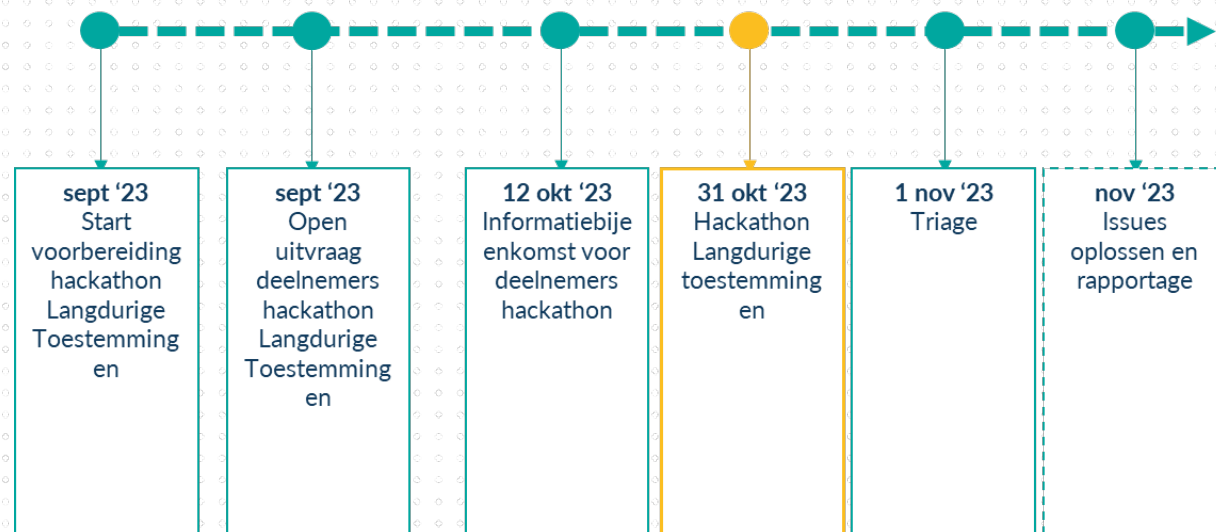 sept ‘23
Start
voorbereiding
hackathon
Langdurige
Toestemming
en
sept ‘23
Open
uitvraag
deelnemers
hackathon
Langdurige
Toestemming
en
12 okt ‘23
Informatiebije
enkomst voor
deelnemers
hackathon
31 okt ‘23
Hackathon
Langdurige
toestemming
en
1 nov ‘23
Triage
nov ‘23
Issues
oplossen en
rapportage